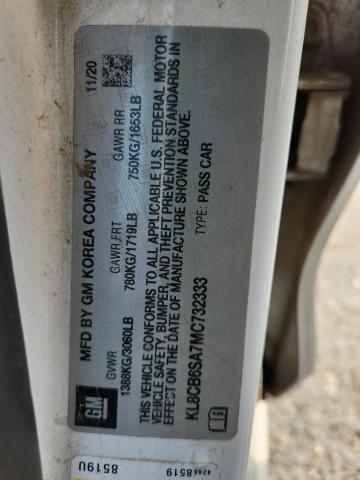 MFD BY GM KOREA COMPANY 11/20
GVWR GAWR FRT GAWR RR
1388KG/3060LB 780KG/1719LB 750KG/1653LB
THIS VEHICLE CONFORMS TO ALL APPLICABLE U.S. FEDERAL MOTOR
VEHICLE SAFETY, BUMPER, AND THEFT PREVENTION STANDARDS IN
EFFECT ON THE DATE OF MANUFACTURE SHOWN ABOVE.
KL8CB6SA7MC732333 TYPE: PASS CAR
GM
42488519
8519U